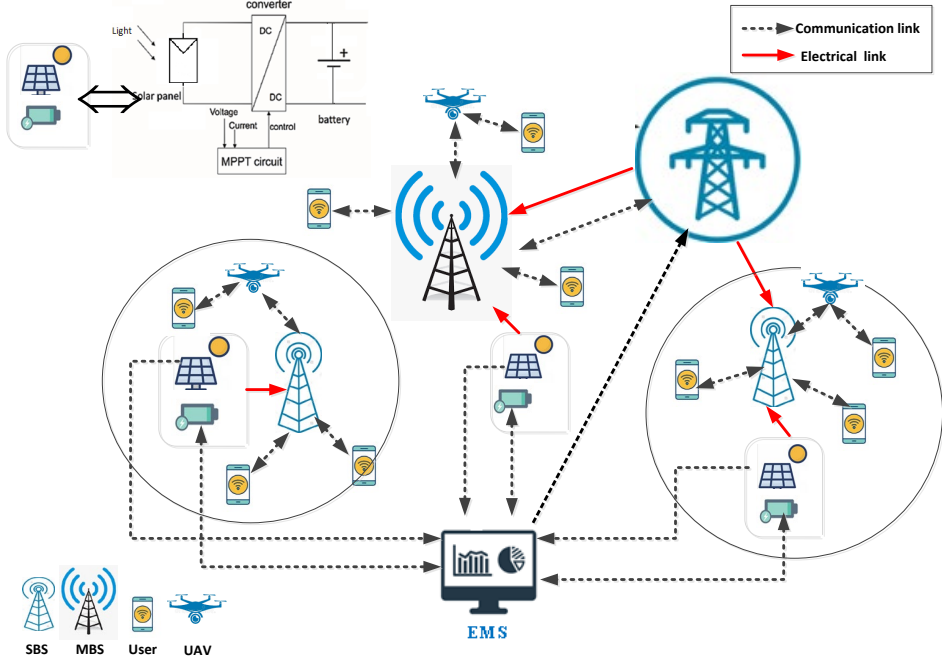 converter
Light
DC
DC
Solar panel
Voltage
Current
control
battery
MPPT circuit
Communication link
Electrical link
EMS
SBS
MBS
User
UAV